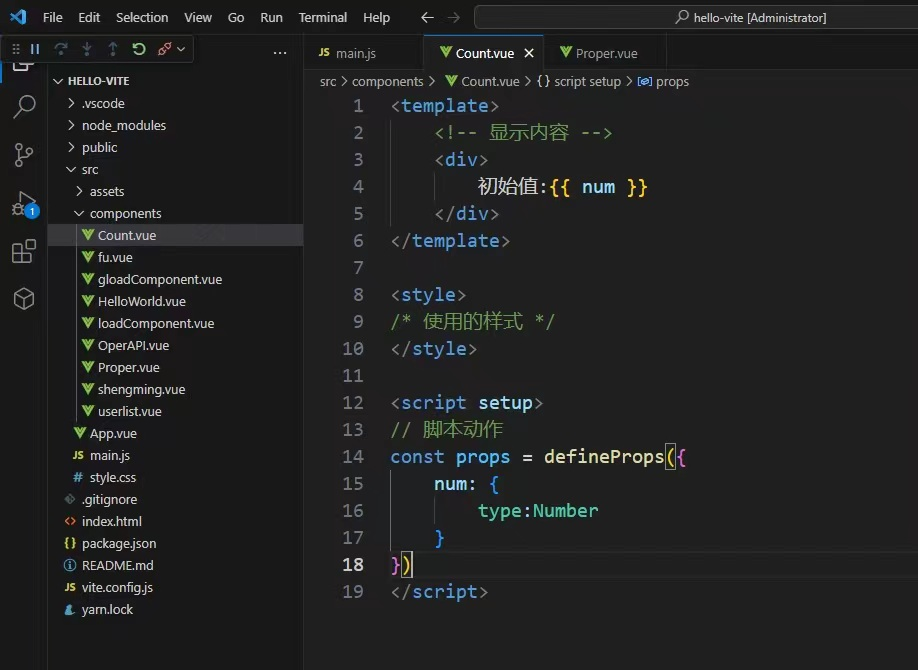 File Edit Selection View Go Run Terminal Help
hello-vite [Administrator]
main.js Count.vue Proper.vue
src > components > Count.vue > {} script setup > props
HELLO-VITE
.vscode
node_modules
public
src
assets
components
Count.vue
fu.vue
gloadComponent.vue
HelloWorld.vue
loadComponent.vue
OperAPI.vue
Proper.vue
shengming.vue
userlist.vue
App.vue
JS main.js
# style.css
.gitignore
<> index.html
{} package.json
README.md
JS vite.config.js
yarn.lock
1
1 <template>
2     <!-- 显示内容 -->
3     <div>
4         初始值:{{ num }}
5     </div>
6 </template>
7
8 <style>
9 /* 使用的样式 */
10 </style>
11
12 <script setup>
13 // 脚本动作
14 const props = defineProps({
15     num: {
16         type:Number
17     }
18 })
19 </script>